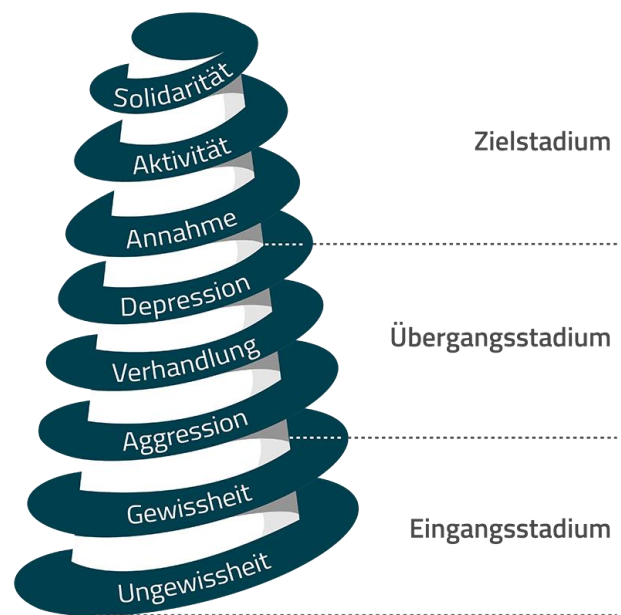 Solidarität
Aktivität
Annahme
Zielstadium
Depression
Verhandlung
Aggression
Übergangsstadium
Gewissheit
Ungewissheit
Eingangsstadium